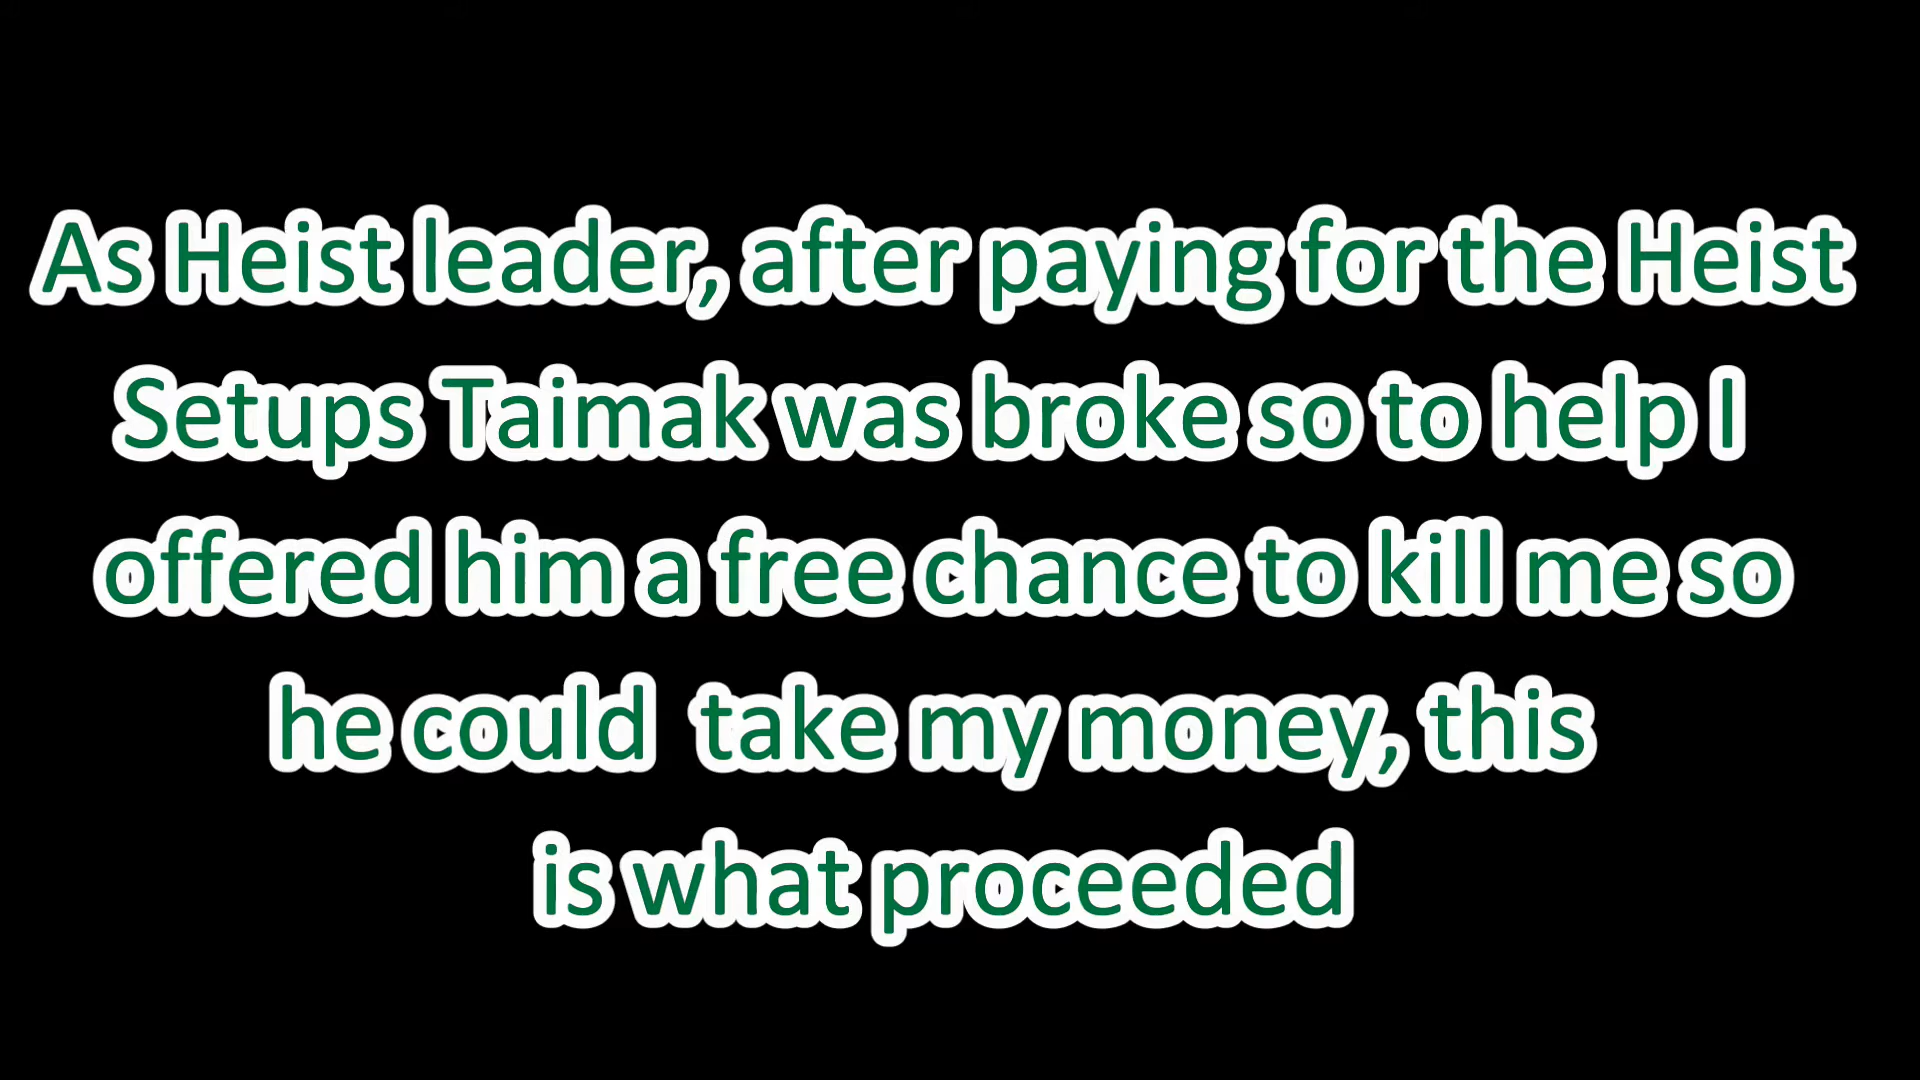 As Heist leader, after paying for the Heist
Setups Taimak was broke so to help I
offered him a free chance to kill me so
he could  take my money, this
is what proceeded